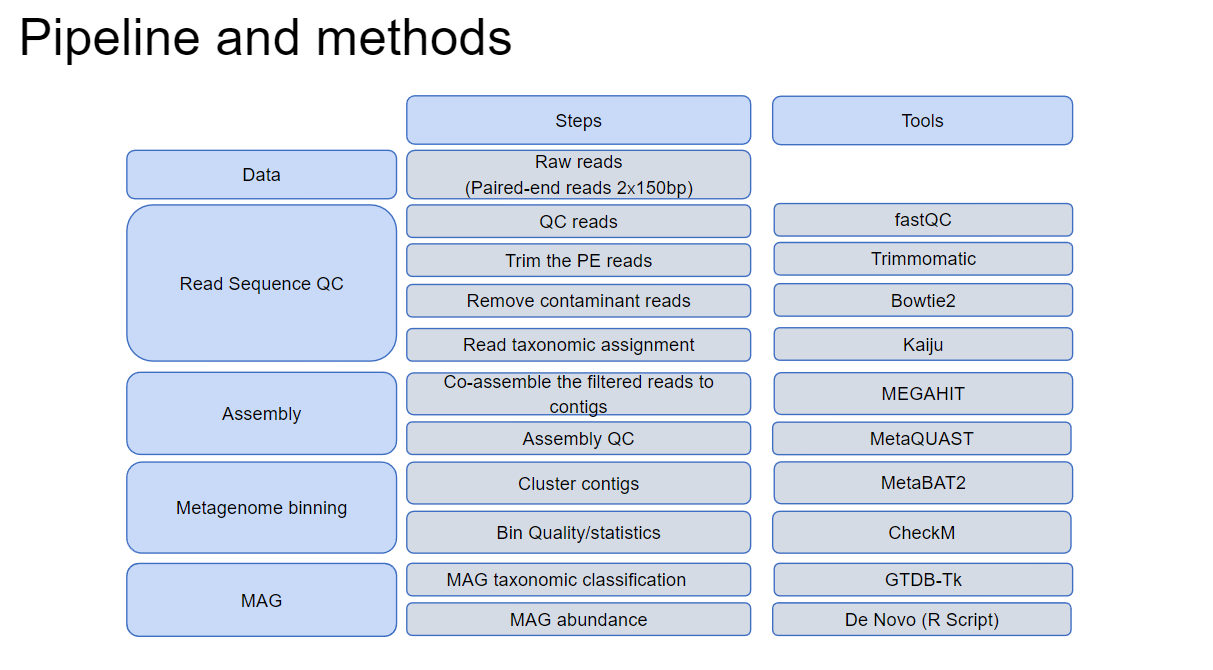 Pipeline and methods
Steps
Tools
Data
Raw reads
(Paired-end reads 2x150bp)
Read Sequence QC
QC reads
fastQC
Trim the PE reads
Trimmomatic
Remove contaminant reads
Bowtie2
Read taxonomic assignment
Kaiju
Assembly
Co-assemble the filtered reads to
contigs
MEGAHIT
Assembly QC
MetaQUAST
Metagenome binning
Cluster contigs
MetaBAT2
Bin Quality/statistics
CheckM
MAG
MAG taxonomic classification
GTDB-Tk
MAG abundance
De Novo (R Script)